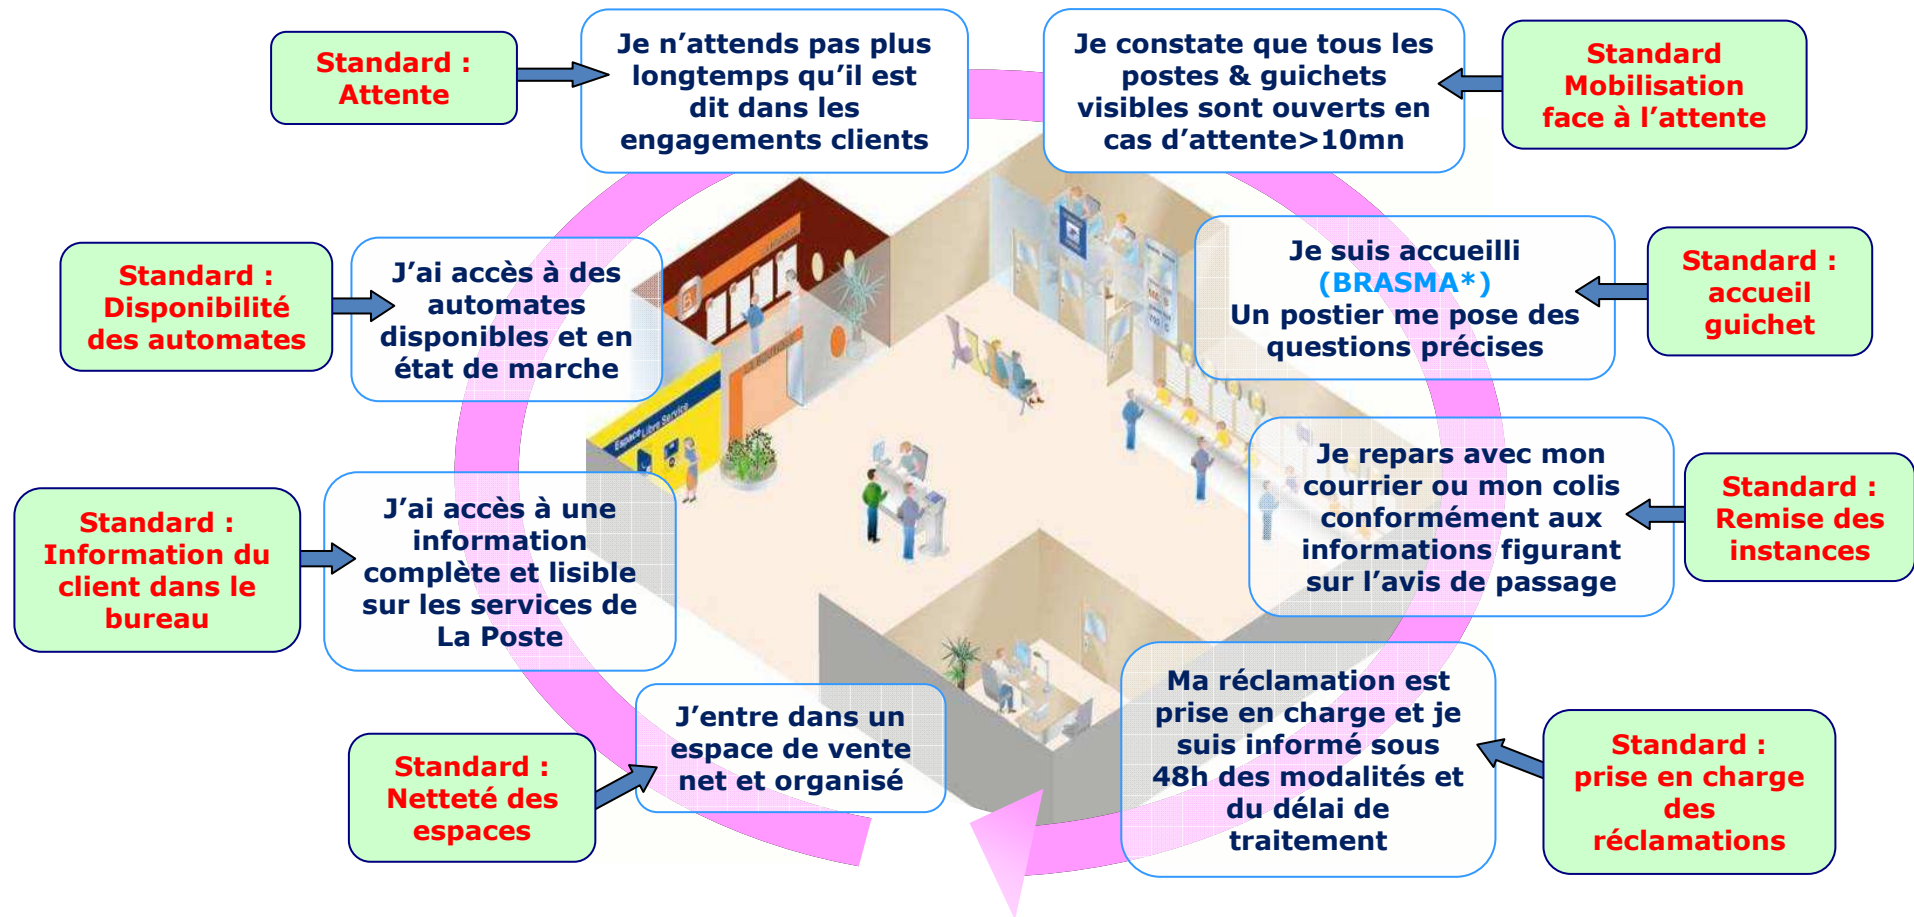 Standard :
Attente
Je n’attends pas plus
longtemps qu’il est
dit dans les
engagements clients
Je constate que tous les
postes & guichets
visibles sont ouverts en
cas d’attente>10mn
Standard
Mobilisation
face à l’attente
Standard :
Disponibilité
des automates
J’ai accès à des
automates
disponibles et en
état de marche
Je suis accueilli
(BRASMA*)
Un postier me pose des
questions précises
Standard :
accueil
guichet
Espace Libre Service
Standard :
Information du
client dans le
bureau
J’ai accès à une
information
complète et lisible
sur les services de
La Poste
Je repars avec mon
courrier ou mon colis
conformément aux
informations figurant
sur l’avis de passage
Standard :
Remise des
instances
Standard :
Netteté des
espaces
J’entre dans un
espace de vente
net et organisé
Ma réclamation est
prise en charge et je
suis informé sous
48h des modalités et
du délai de
traitement
Standard :
prise en charge
des
réclamations